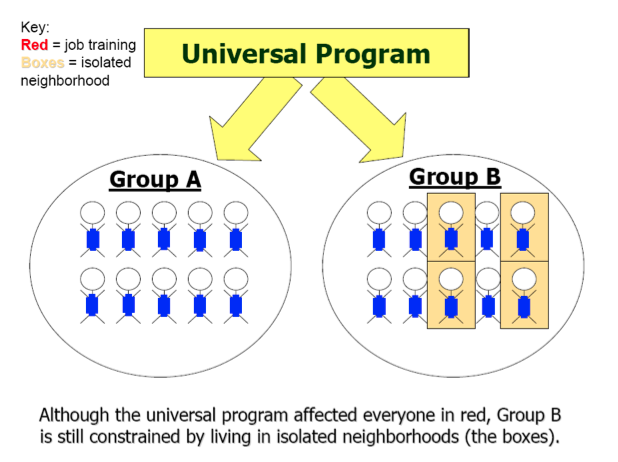 Key:
Red = job training
Boxes = isolated
neighborhood
Universal Program
Group A
Group B
Although the universal program affected everyone in red, Group B
is still constrained by living in isolated neighborhoods (the boxes).